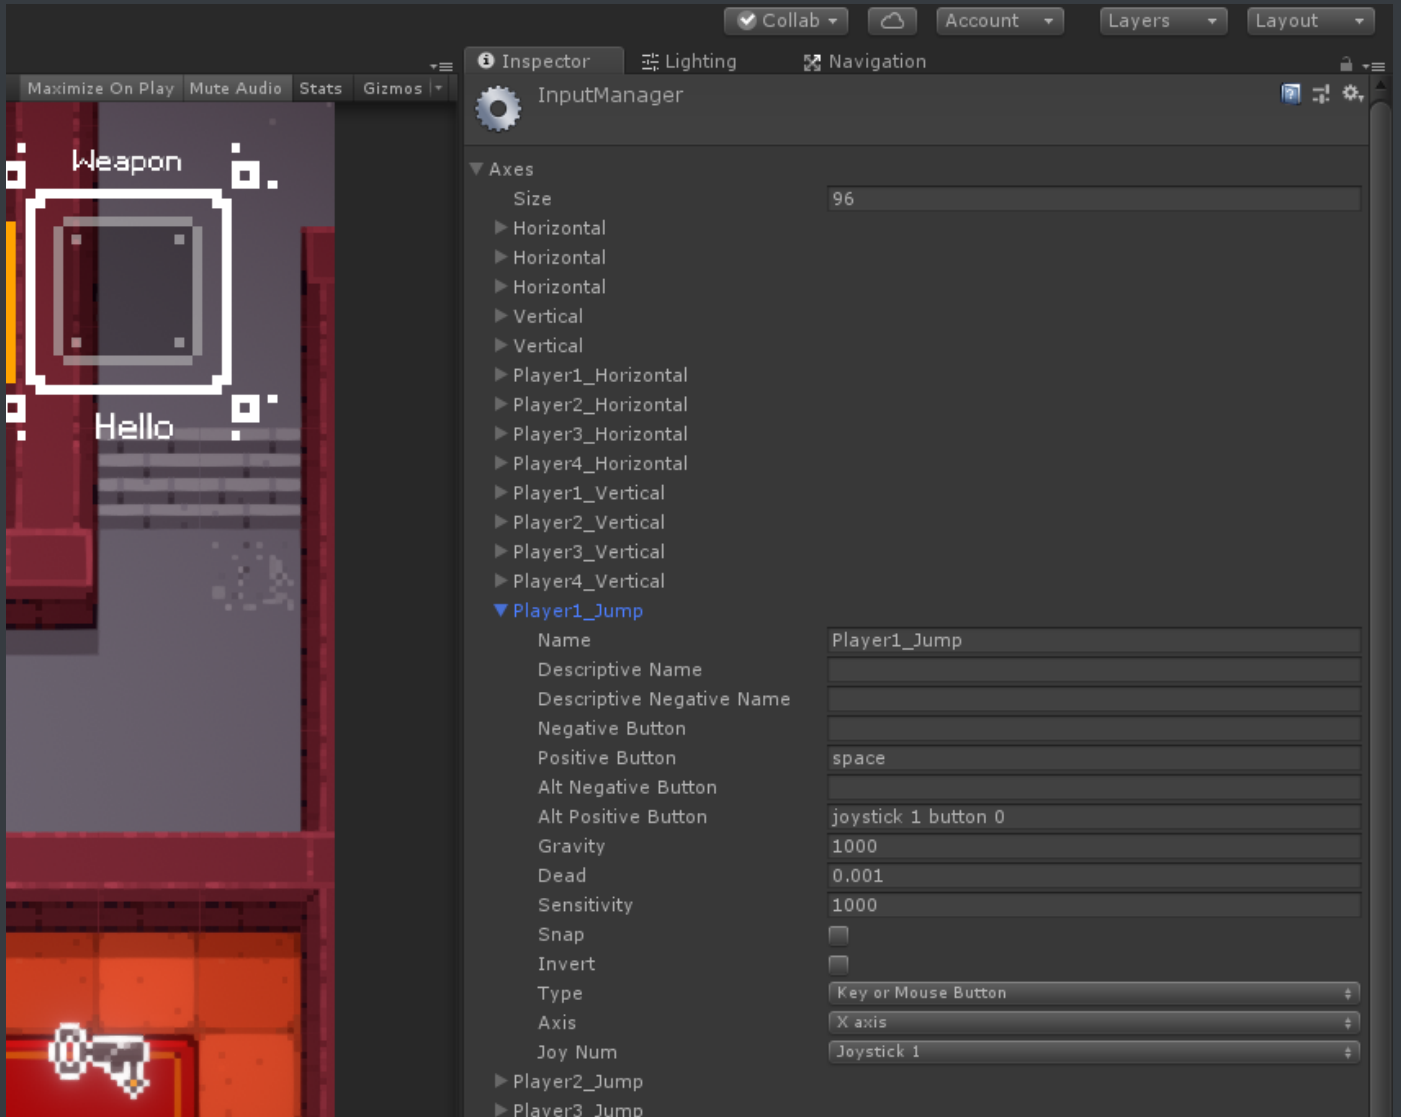 Collab
Account
Layers
Layout
Inspector
Lighting
Navigation
Maximize On Play
Mute Audio
Stats
Gizmos
InputManager
Weapon
Hello
Axes
Size 96
Horizontal
Horizontal
Horizontal
Vertical
Vertical
Player1_Horizontal
Player2_Horizontal
Player3_Horizontal
Player4_Horizontal
Player1_Vertical
Player2_Vertical
Player3_Vertical
Player4_Vertical
Player1_Jump
Name Player1_Jump
Descriptive Name
Descriptive Negative Name
Negative Button
Positive Button space
Alt Negative Button
Alt Positive Button joystick 1 button 0
Gravity 1000
Dead 0.001
Sensitivity 1000
Snap
Invert
Type Key or Mouse Button
Axis X axis
Joy Num Joystick 1
Player2_Jump
Player3_Jump